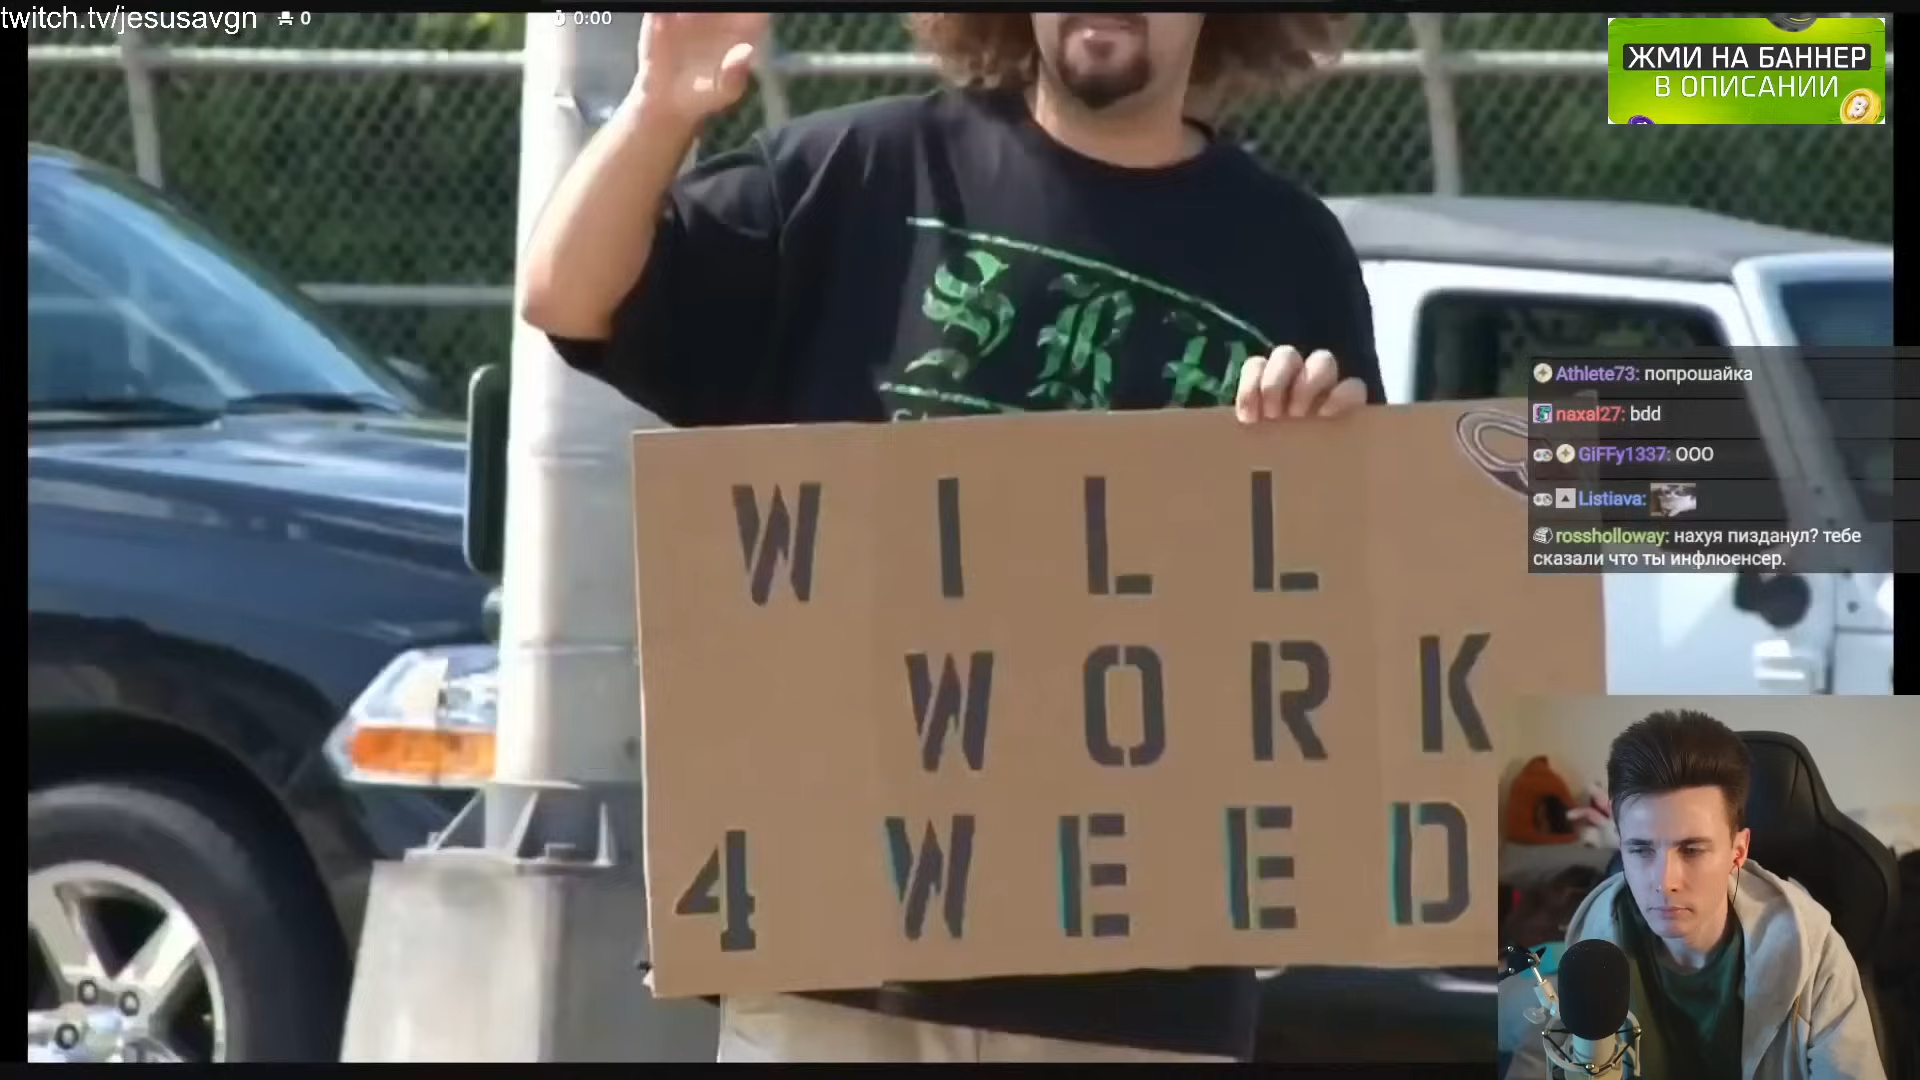 twitch.tv/jesusavgn 0 0:00
ЖМИ НА БАННЕР
В ОПИСАНИИ
Athlete73: попрошайка
naxal27: bdd
GiFFy1337: ООО
Listiava:
rossholloway: нахуя пизданул? тебе
сказали что ты инфлюенсер.
WILL
WORK
4 WEED